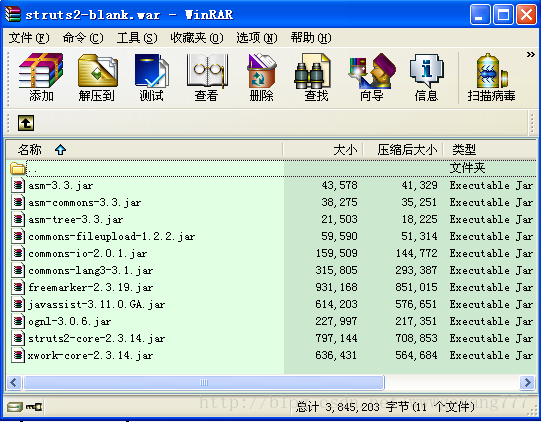 struts2-blank.war - WinRAR
文件(F) 命令(C) 工具(S) 收藏夹(O) 选项(N) 帮助(H)
添加 解压到 测试 查看 删除 查找 向导 信息 扫描病毒
名称 大小 压缩后大小 类型
.. 文件夹
asm-3.3.jar 43,578 41,329 Executable Jar
asm-commons-3.3.jar 38,275 35,251 Executable Jar
asm-tree-3.3.jar 21,503 18,225 Executable Jar
commons-fileupload-1.2.2.jar 59,590 51,314 Executable Jar
commons-io-2.0.1.jar 159,509 144,772 Executable Jar
commons-lang3-3.1.jar 315,805 293,387 Executable Jar
freemarker-2.3.19.jar 931,168 851,015 Executable Jar
javassist-3.11.0.GA.jar 614,203 576,651 Executable Jar
ognl-3.0.6.jar 227,997 217,351 Executable Jar
struts2-core-2.3.14.jar 797,144 708,853 Executable Jar
xwork-core-2.3.14.jar 636,431 564,684 Executable Jar
总计 3,845,203 字节(11 个文件)